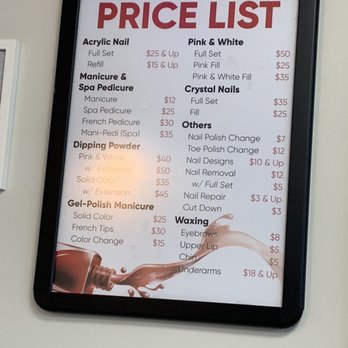 PRICE LIST
Acrylic Nail
Full Set $25 & Up
Refill $15 & Up
Manicure &
Spa Pedicure
Manicure $12
Spa Pedicure $25
French Pedicure $30
Mani-Pedi (Spa) $35
Dipping Powder
Pink & White $40
w/ Extension $50
Solid Color $35
w/ Extension $45
Gel-Polish Manicure
Solid Color $25
French Tips $30
Color Change $15
Pink & White
Full Set $50
Pink Fill $25
Pink & White Fill $35
Crystal Nails
Full Set $35
Fill $25
Others
Nail Polish Change $7
Toe Polish Change $12
Nail Designs $10 & Up
Nail Removal $12
w/ Full Set $5
Nail Repair $3 & Up
Cut Down $3
Waxing
Eyebrows $8
Upper Lip $5
Chin $5
Underarms $18 & Up